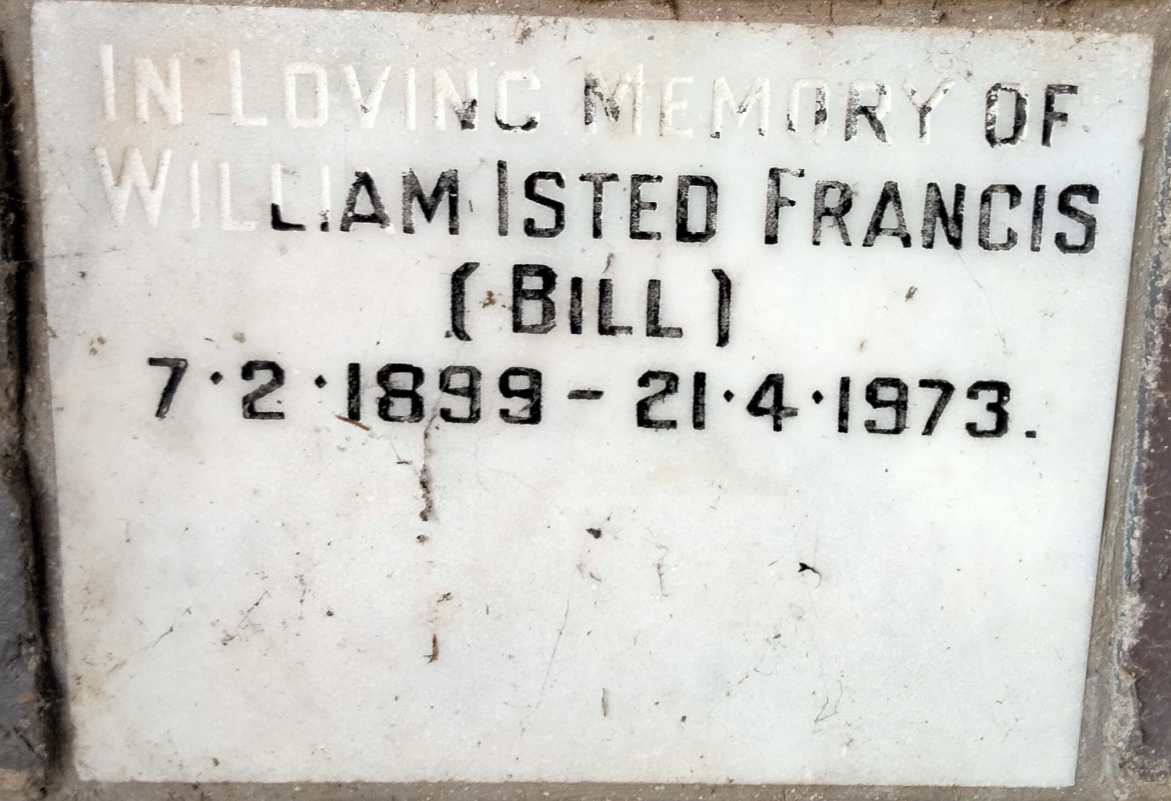 IN LOVING MEMORY OF
WILLIAM ISTED FRANCIS
(BILL)
7·2·1899 - 21·4·1973.